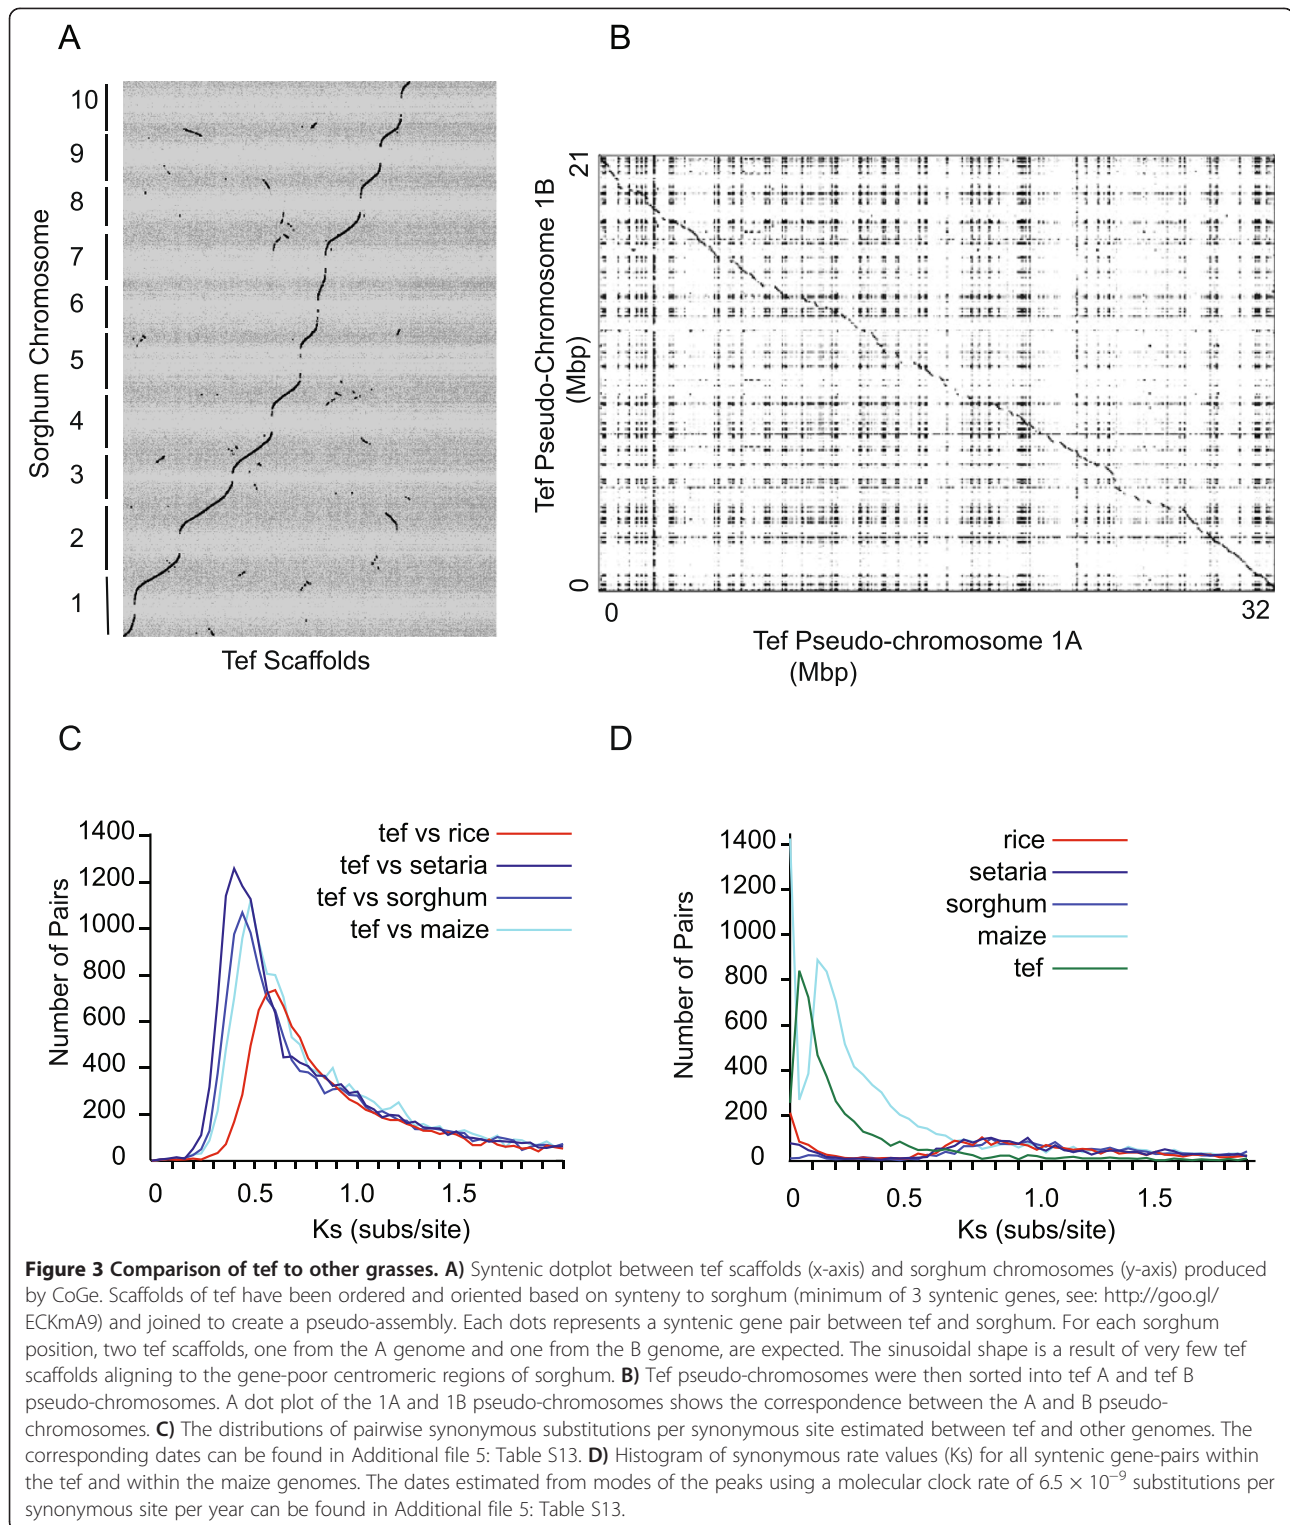 A
B
10
9
8
7
6
5
4
3
2
1
Sorghum Chromosome
Tef Scaffolds
Tef Pseudo-Chromosome 1B
(Mbp)
21
0
0
32
Tef Pseudo-chromosome 1A
(Mbp)
C
D
1400
1200
1000
800
600
400
200
0
Number of Pairs
tef vs rice
tef vs setaria
tef vs sorghum
tef vs maize
0
0.5
1.0
1.5
Ks (subs/site)
1400
1200
1000
800
600
400
200
0
Number of Pairs
rice
setaria
sorghum
maize
tef
0
0.5
1.0
1.5
Ks (subs/site)
Figure 3 Comparison of tef to other grasses. A) Syntenic dotplot between tef scaffolds (x-axis) and sorghum chromosomes (y-axis) produced
by CoGe. Scaffolds of tef have been ordered and oriented based on synteny to sorghum (minimum of 3 syntenic genes, see: http://goo.gl/
ECKmA9) and joined to create a pseudo-assembly. Each dots represents a syntenic gene pair between tef and sorghum. For each sorghum
position, two tef scaffolds, one from the A genome and one from the B genome, are expected. The sinusoidal shape is a result of very few tef
scaffolds aligning to the gene-poor centromeric regions of sorghum. B) Tef pseudo-chromosomes were then sorted into tef A and tef B
pseudo-chromosomes. A dot plot of the 1A and 1B pseudo-chromosomes shows the correspondence between the A and B pseudo-
chromosomes. C) The distributions of pairwise synonymous substitutions per synonymous site estimated between tef and other genomes. The
corresponding dates can be found in Additional file 5: Table S13. D) Histogram of synonymous rate values (Ks) for all syntenic gene-pairs within
the tef and within the maize genomes. The dates estimated from modes of the peaks using a molecular clock rate of 6.5 × 10⁻⁹ substitutions per
synonymous site per year can be found in Additional file 5: Table S13.